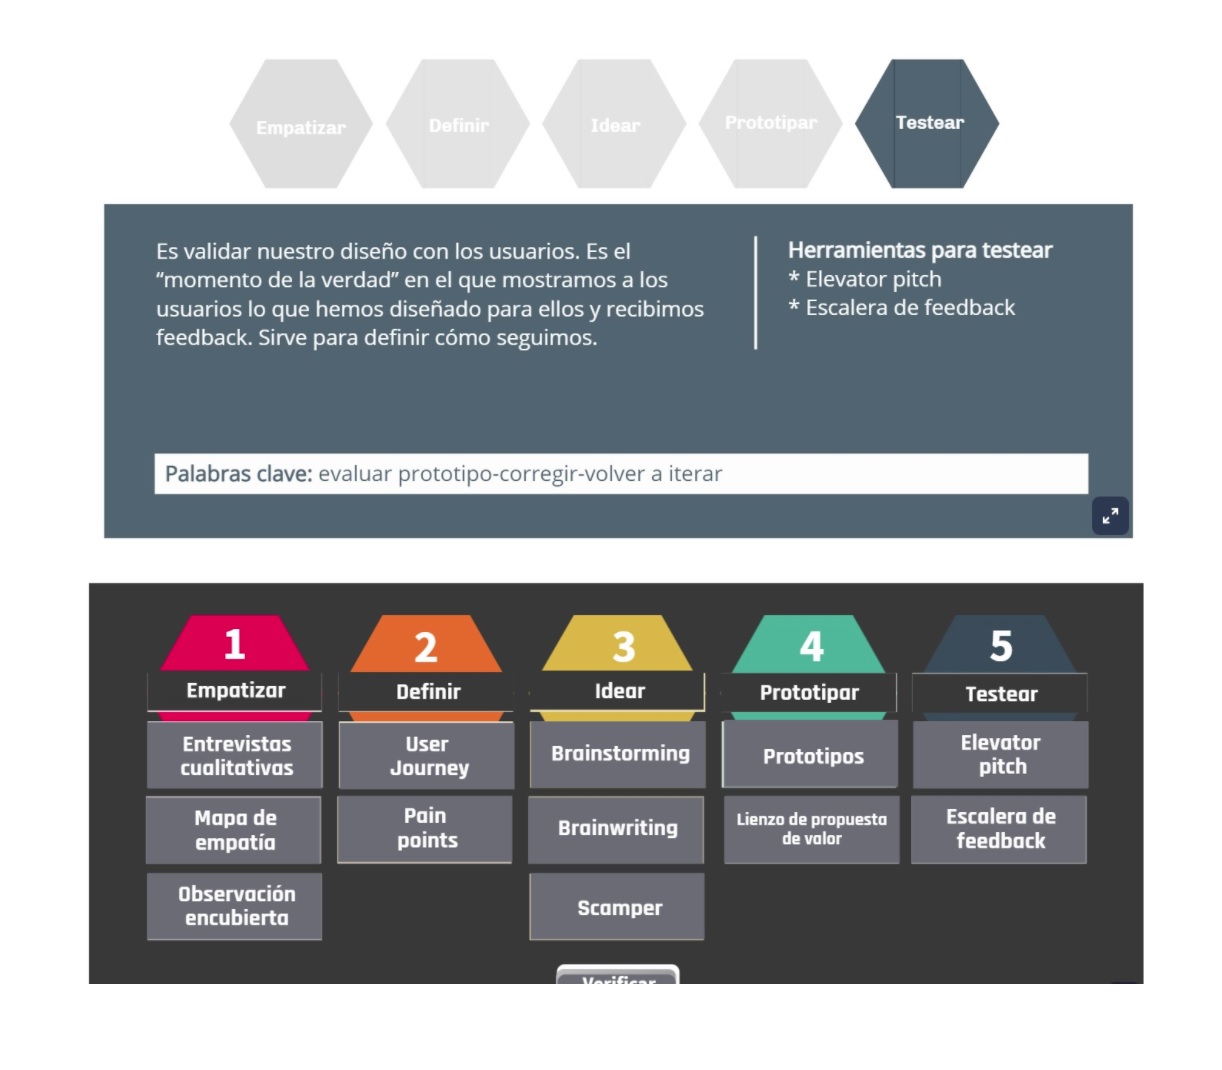 Empatizar
Definir
Idear
Prototipar
Testear
Es validar nuestro diseño con los usuarios. Es el
“momento de la verdad” en el que mostramos a los
usuarios lo que hemos diseñado para ellos y recibimos
feedback. Sirve para definir cómo seguimos.
Herramientas para testear
* Elevator pitch
* Escalera de feedback
Palabras clave: evaluar prototipo-corregir-volver a iterar
1
Empatizar
Entrevistas
cualitativas
Mapa de
empatía
Observación
encubierta
2
Definir
User
Journey
Pain
points
3
Idear
Brainstorming
Brainwriting
Scamper
4
Prototipar
Prototipos
Lienzo de propuesta
de valor
5
Testear
Elevator
pitch
Escalera de
feedback
Verificar